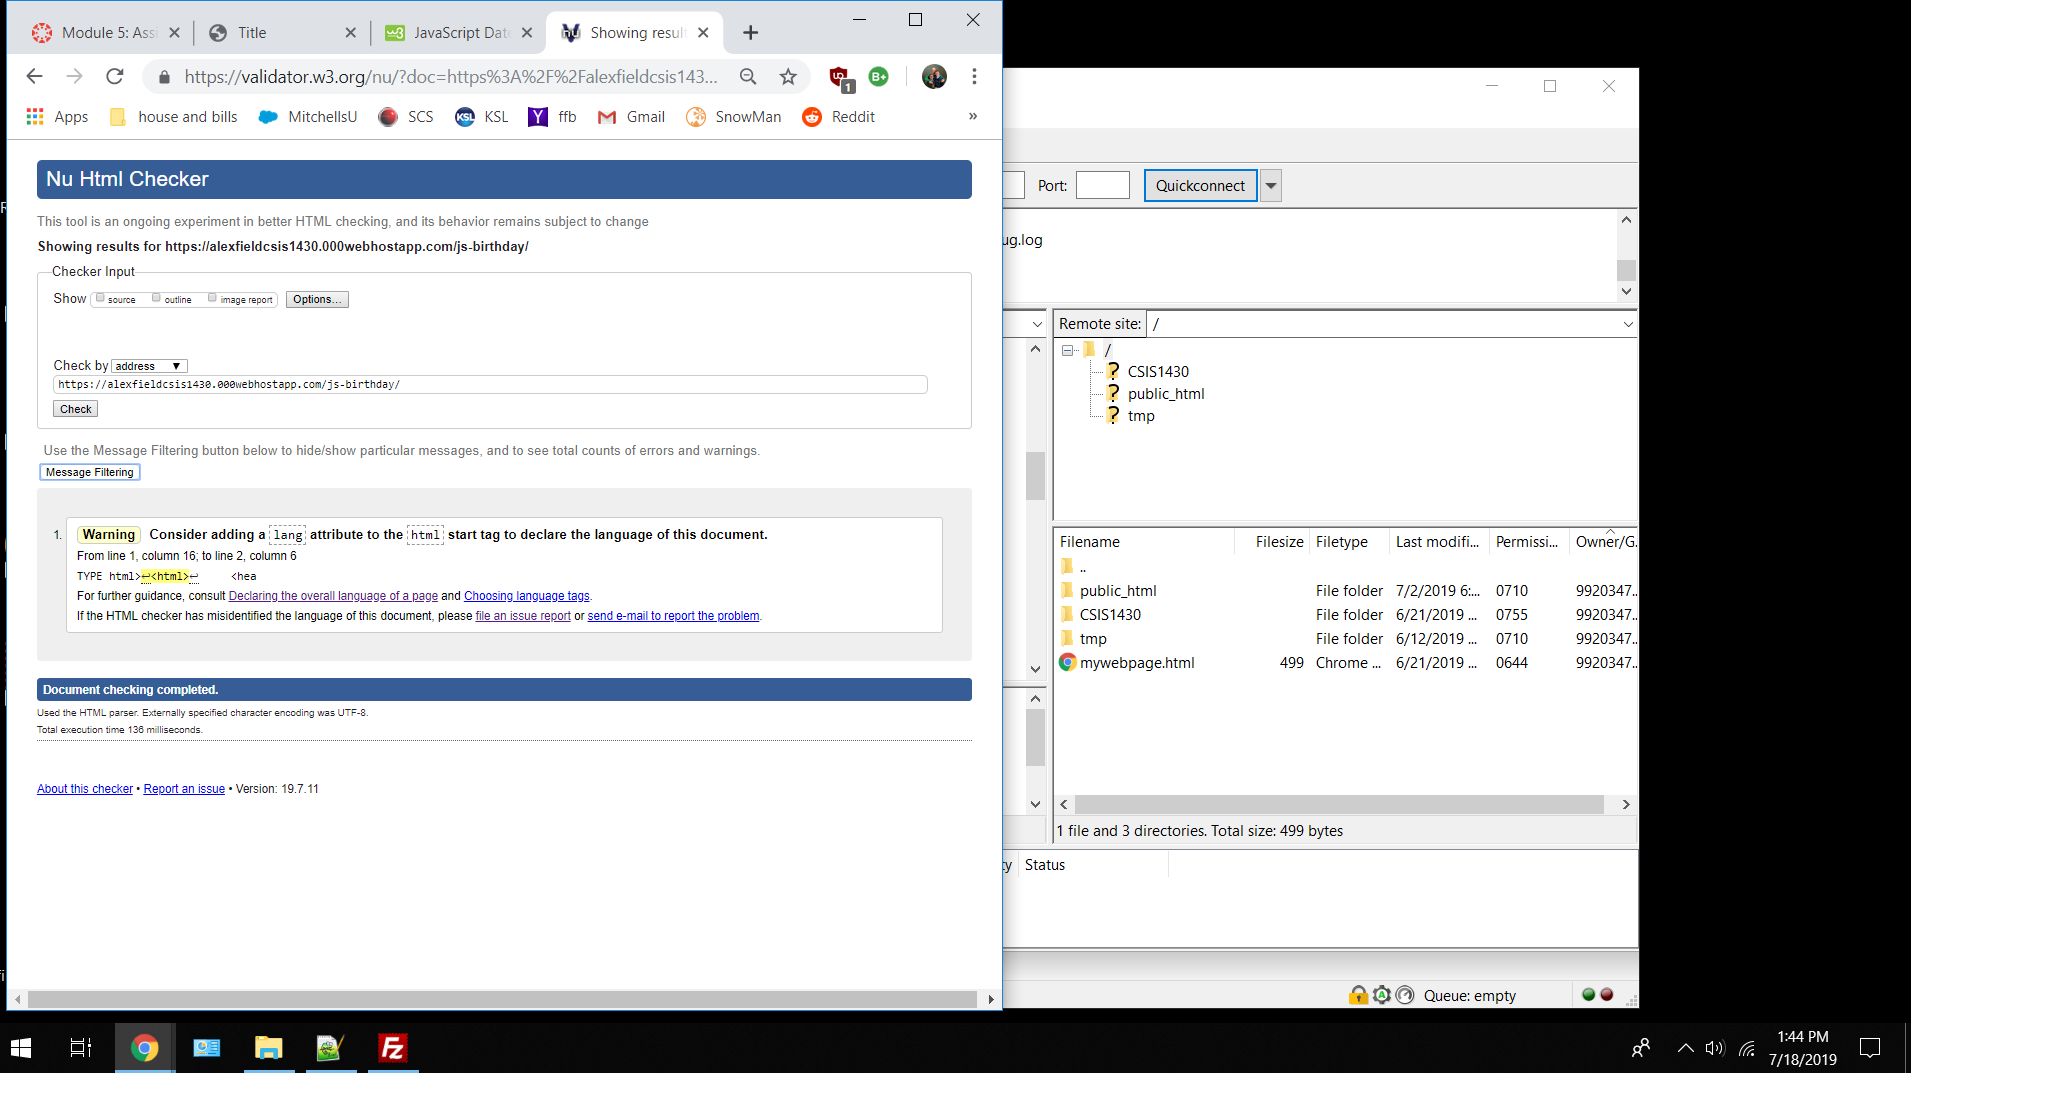 Module 5: Assi
Title
JavaScript Date
Showing result
https://validator.w3.org/nu/?doc=https%3A%2F%2Falexfieldcsis143...
1
B+
Apps
house and bills
MitchellsU
SCS
KSL
KSL
Y
ffb
Gmail
SnowMan
Reddit
»
Nu Html Checker
This tool is an ongoing experiment in better HTML checking, and its behavior remains subject to change
Showing results for https://alexfieldcsis1430.000webhostapp.com/js-birthday/
Checker Input
Show source outline image report Options...
Check by address
https://alexfieldcsis1430.000webhostapp.com/js-birthday/
Check
Use the Message Filtering button below to hide/show particular messages, and to see total counts of errors and warnings.
Message Filtering
1. Warning Consider adding a lang attribute to the html start tag to declare the language of this document.
From line 1, column 16; to line 2, column 6
TYPE html>↩<html>↩ <hea
For further guidance, consult Declaring the overall language of a page and Choosing language tags.
If the HTML checker has misidentified the language of this document, please file an issue report or send e-mail to report the problem.
Document checking completed.
Used the HTML parser. Externally specified character encoding was UTF-8.
Total execution time 136 milliseconds.
About this checker • Report an issue • Version: 19.7.11
Port:
Quickconnect
ug.log
Remote site: /
/
CSIS1430
public_html
tmp
Filename Filesize Filetype Last modifi... Permissi... Owner/G.
..
public_html File folder 7/2/2019 6:... 0710 9920347..
CSIS1430 File folder 6/21/2019 ... 0755 9920347..
tmp File folder 6/12/2019 ... 0710 9920347..
mywebpage.html 499 Chrome ... 6/21/2019 ... 0644 9920347..
1 file and 3 directories. Total size: 499 bytes
ty Status
Queue: empty
Fz
1:44 PM
7/18/2019